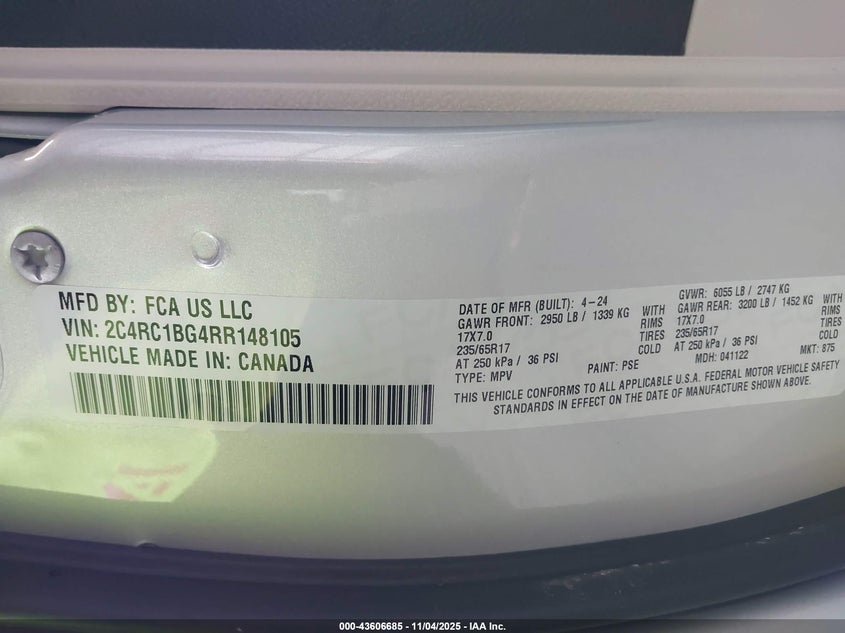 MFD BY: FCA US LLC
VIN: 2C4RC1BG4RR148105
VEHICLE MADE IN: CANADA
DATE OF MFR (BUILT): 4-24
GAWR FRONT: 2950 LB / 1339 KG WITH
17X7.0 RIMS
235/65R17 TIRES
AT 250 kPa / 36 PSI COLD
TYPE: MPV PAINT: PSE
GVWR: 6055 LB / 2747 KG
GAWR REAR: 3200 LB / 1452 KG WITH
17X7.0 RIMS
235/65R17 TIRES
AT 250 kPa / 36 PSI COLD
MDH: 041122 MKT: 875
THIS VEHICLE CONFORMS TO ALL APPLICABLE U.S.A. FEDERAL MOTOR VEHICLE SAFETY
STANDARDS IN EFFECT ON THE DATE OF MANUFACTURE SHOWN ABOVE.
000-43606685 - 11/04/2025 - IAA Inc.